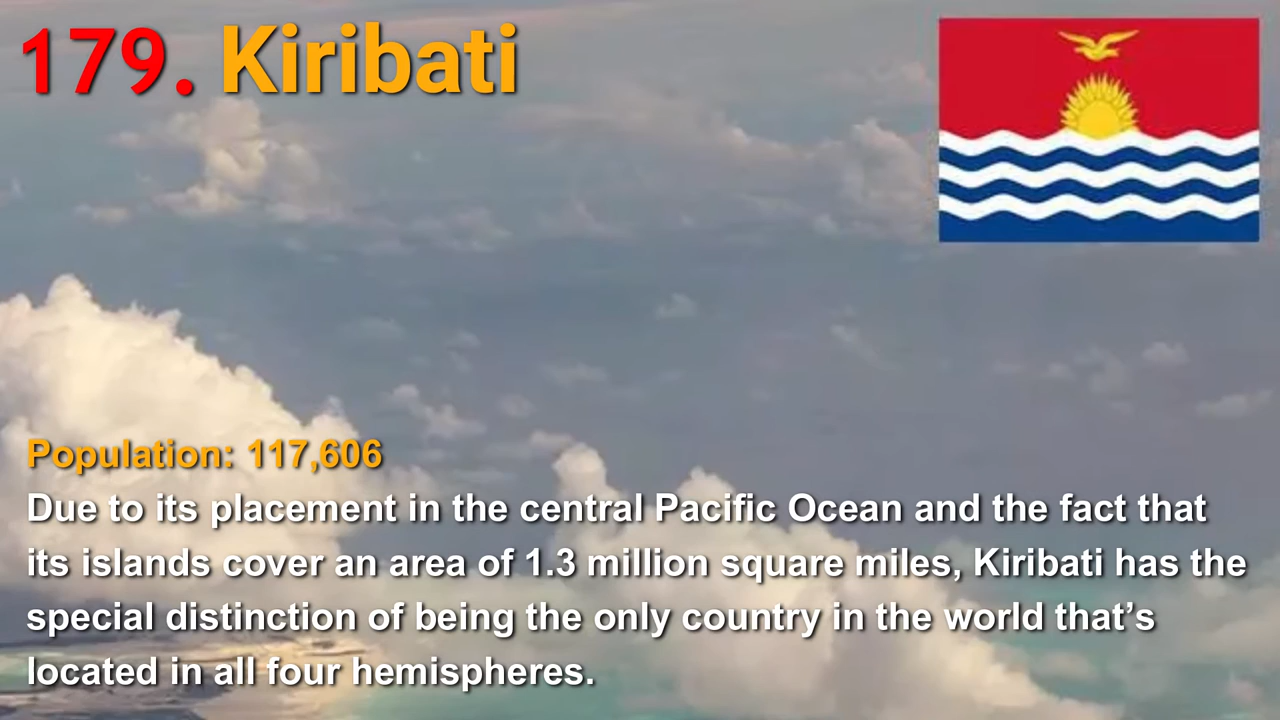 179. Kiribati
Population: 117,606
Due to its placement in the central Pacific Ocean and the fact that
its islands cover an area of 1.3 million square miles, Kiribati has the
special distinction of being the only country in the world that’s
located in all four hemispheres.